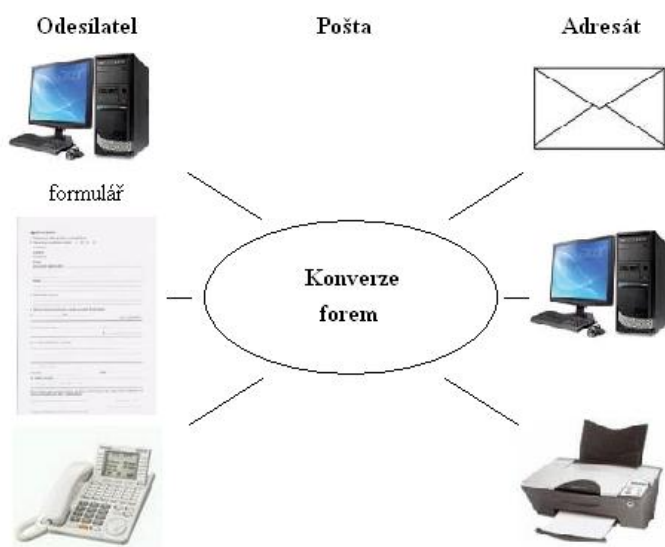 Odesílatel
Pošta
Adresát
formulář
Konverze
forem